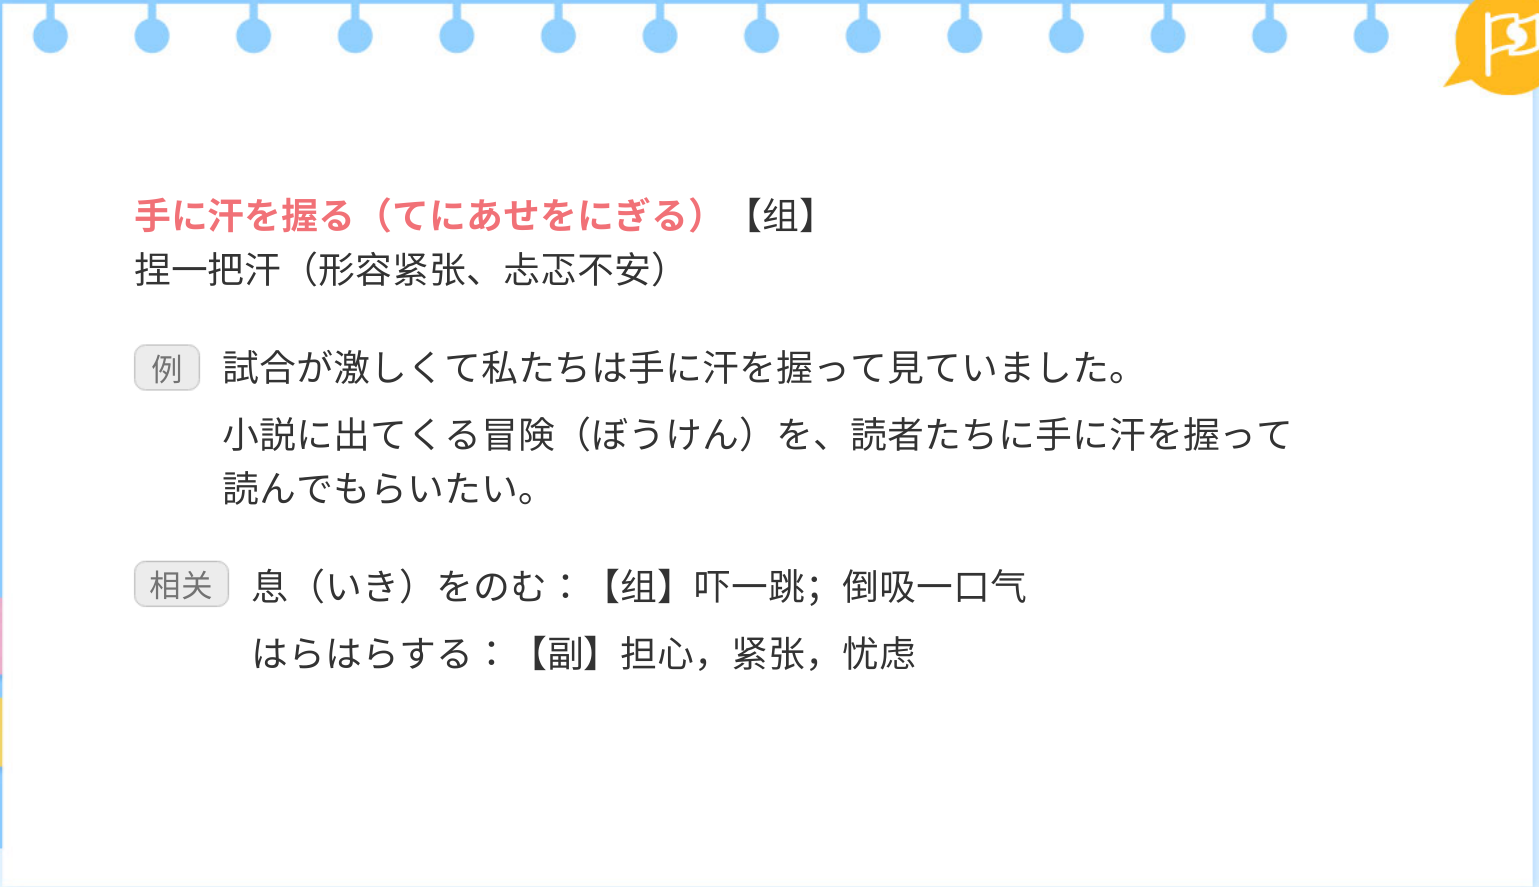 手に汗を握る（てにあせをにぎる）【组】
捏一把汗（形容紧张、忐忑不安）
例 試合が激しくて私たちは手に汗を握って見ていました。
小説に出てくる冒険（ぼうけん）を、読者たちに手に汗を握って
読んでもらいたい。
相关 息（いき）をのむ：【组】吓一跳；倒吸一口气
はらはらする：【副】担心，紧张，忧虑